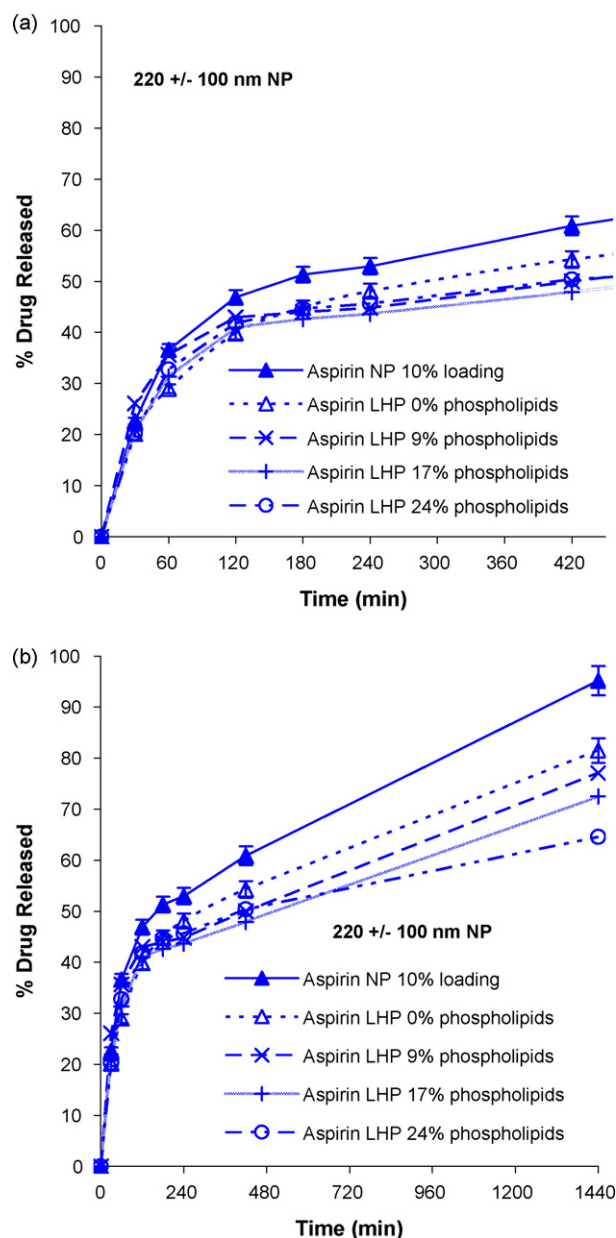 (a)
100
90
80
70
60
50
40
30
20
10
0
% Drug Released
220 +/- 100 nm NP
Aspirin NP 10% loading
Aspirin LHP 0% phospholipids
Aspirin LHP 9% phospholipids
Aspirin LHP 17% phospholipids
Aspirin LHP 24% phospholipids
0 60 120 180 240 300 360 420
Time (min)
(b)
100
90
80
70
60
50
40
30
20
10
0
% Drug Released
220 +/- 100 nm NP
Aspirin NP 10% loading
Aspirin LHP 0% phospholipids
Aspirin LHP 9% phospholipids
Aspirin LHP 17% phospholipids
Aspirin LHP 24% phospholipids
0 240 480 720 960 1200 1440
Time (min)